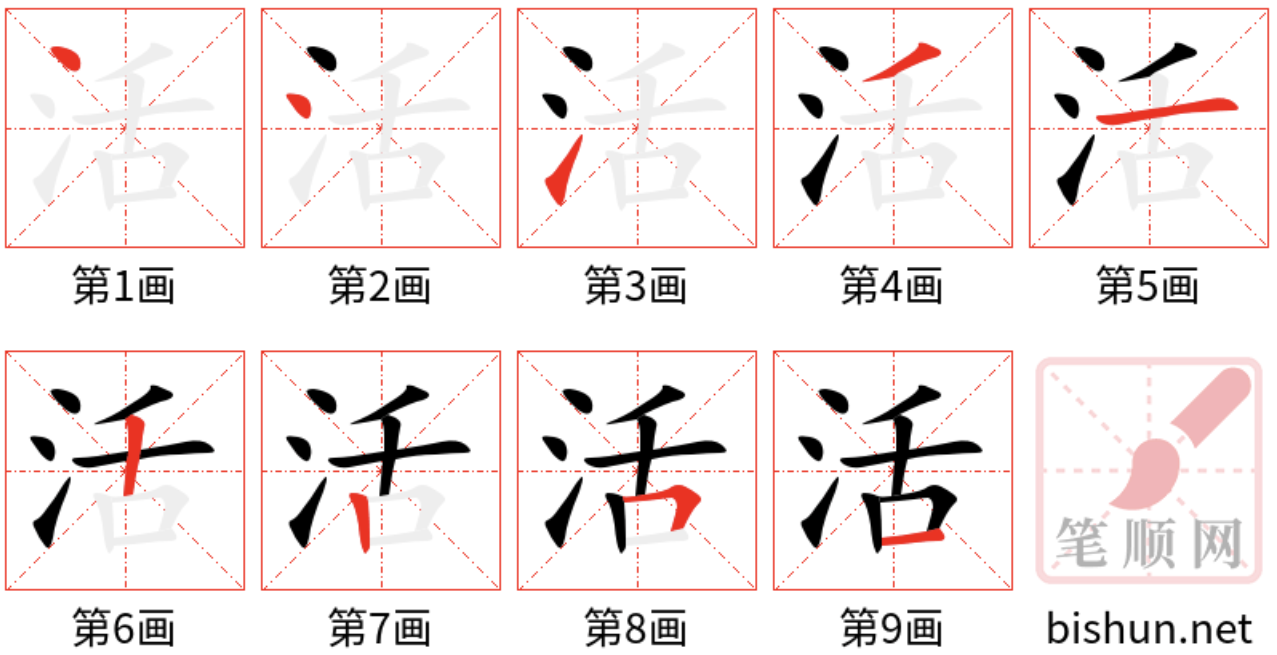 活 活 活 活 活
第1画 第2画 第3画 第4画 第5画
活 活 活 活 笔顺网
第6画 第7画 第8画 第9画 bishun.net